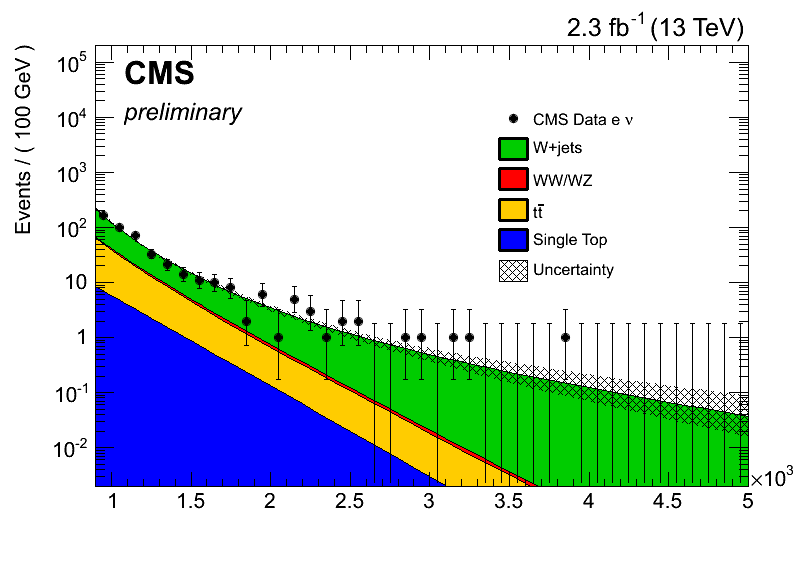 2.3 fb⁻¹ (13 TeV)
Events / ( 100 GeV )
CMS
preliminary
CMS Data e ν
W+jets
WW/WZ
tt̄
Single Top
Uncertainty
10⁵
10⁴
10³
10²
10
1
10⁻¹
10⁻²
1 1.5 2 2.5 3 3.5 4 4.5 5
×10³